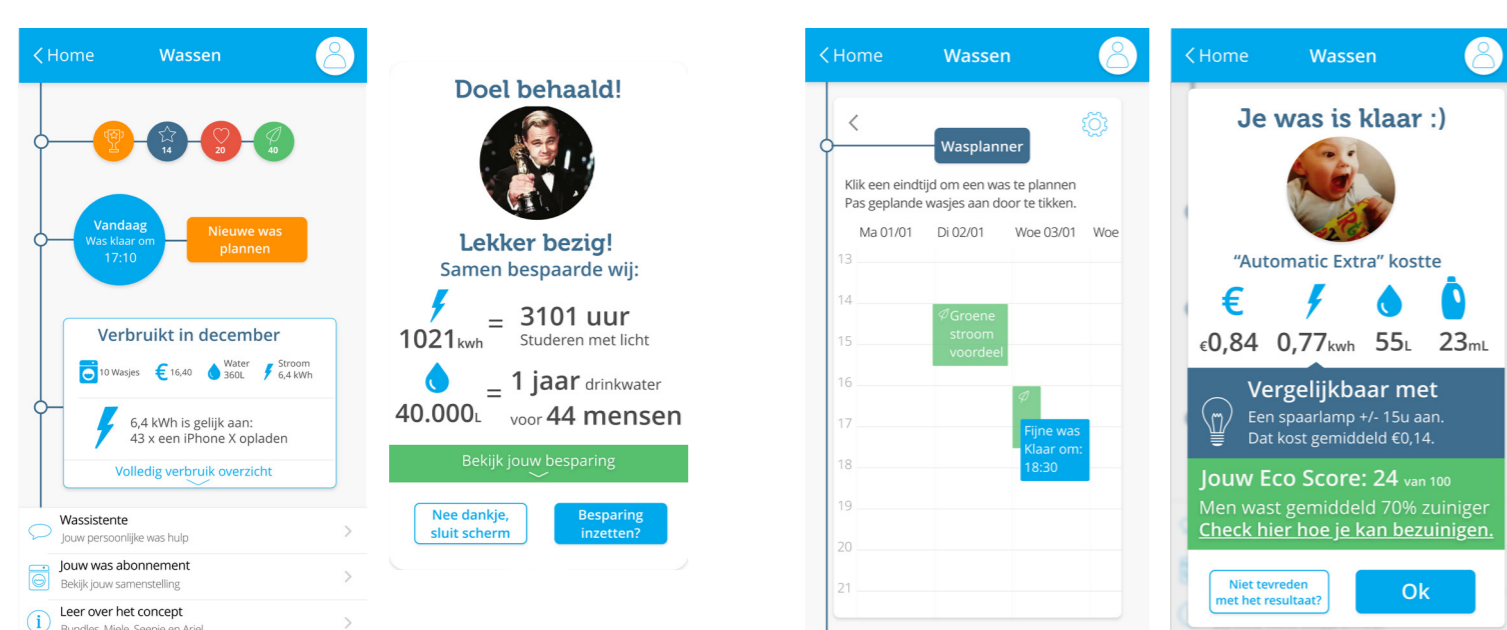 Home Wassen
14 20 40
Vandaag
Was klaar om
17:10
Nieuwe was
plannen
Verbruikt in december
10 Wasjes € 16,40 Water
360L Stroom
6,4 kWh
6,4 kWh is gelijk aan:
43 x een iPhone X opladen
Volledig verbruik overzicht
Wassistente
Jouw persoonlijke was hulp
Jouw was abonnement
Bekijk jouw samenstelling
i Leer over het concept
Bundles, Miele, Seepje en Ariel
Doel behaald!
Lekker bezig!
Samen bespaarde wij:
1021kwh = 3101 uur
Studeren met licht
40.000L = 1 jaar drinkwater
voor 44 mensen
Bekijk jouw besparing
Nee dankje,
sluit scherm
Besparing
inzetten?
Home Wassen
Wasplanner
Klik een eindtijd om een was te plannen
Pas geplande wasjes aan door te tikken.
Ma 01/01 Di 02/01 Woe 03/01 Woe
13
14
Groene
stroom
voordeel
15
16
17
Fijne was
Klaar om:
18:30
18
19
20
21
Home Wassen
Je was is klaar :)
“Automatic Extra” kostte
€
€0,84 0,77kwh 55L 23mL
Vergelijkbaar met
Een spaarlamp +/- 15u aan.
Dat kost gemiddeld €0,14.
Jouw Eco Score: 24 van 100
Men wast gemiddeld 70% zuiniger
Check hier hoe je kan bezuinigen.
Niet tevreden
met het resultaat?
Ok